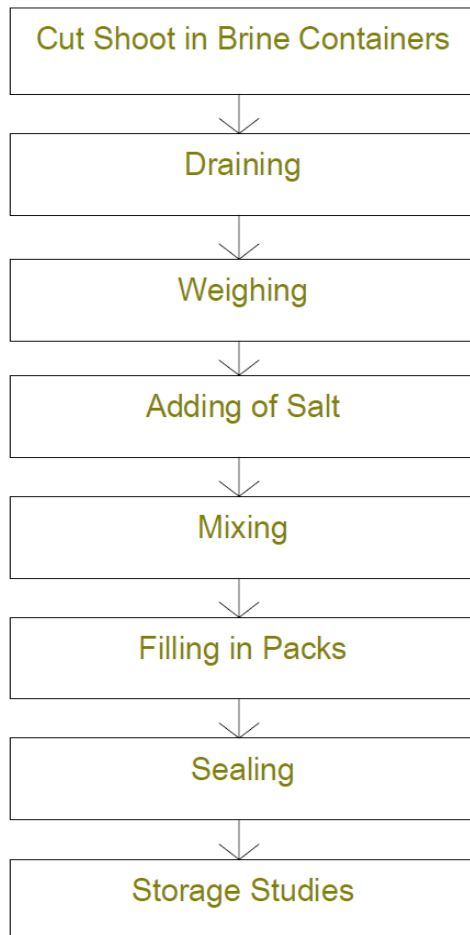 Cut Shoot in Brine Containers
Draining
Weighing
Adding of Salt
Mixing
Filling in Packs
Sealing
Storage Studies